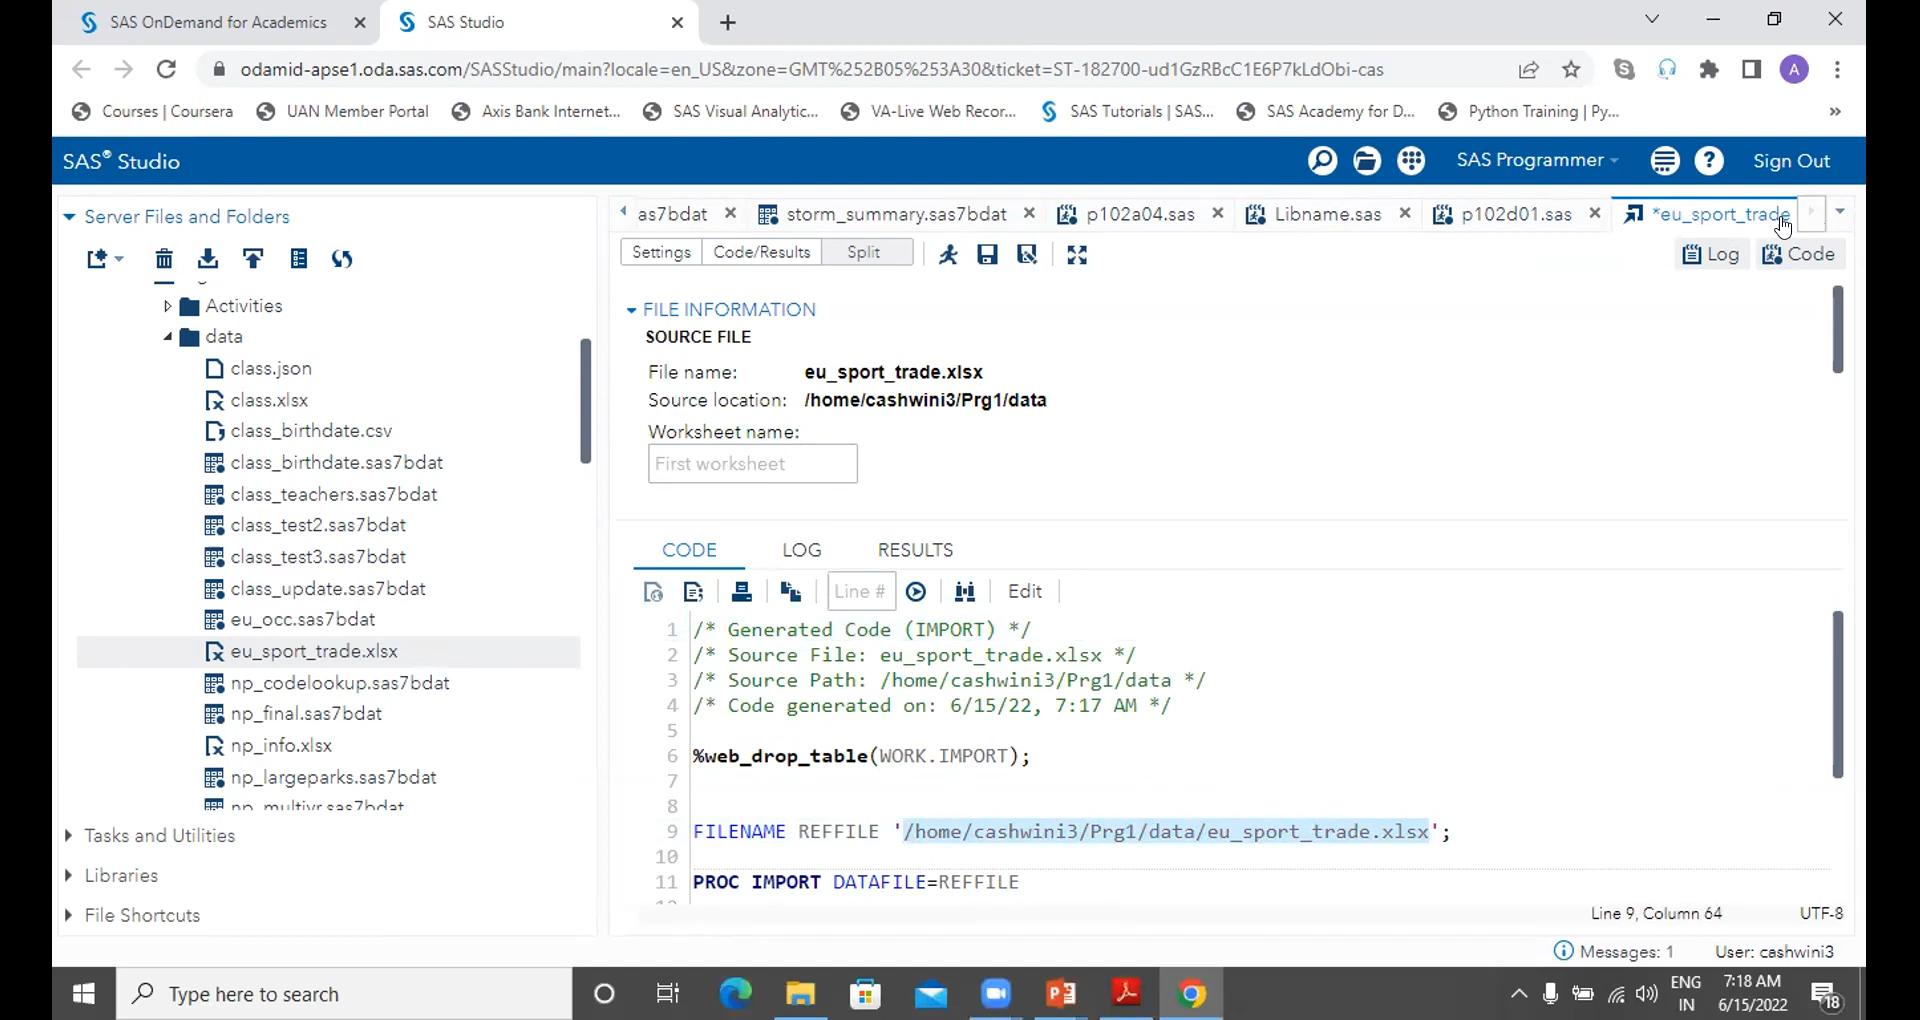 SAS OnDemand for Academics
SAS Studio
odamid-apse1.oda.sas.com/SASStudio/main?locale=en_US&zone=GMT%252B05%253A30&ticket=ST-182700-ud1GzRBcC1E6P7kLdObi-cas
A
Courses | Coursera
UAN Member Portal
Axis Bank Internet...
SAS Visual Analytic...
VA-Live Web Recor...
SAS Tutorials | SAS...
SAS Academy for D...
Python Training | Py...
»
SAS® Studio
SAS Programmer
Sign Out
Server Files and Folders
as7bdat
storm_summary.sas7bdat
p102a04.sas
Libname.sas
p102d01.sas
*eu_sport_trade
Settings
Code/Results
Split
Log
Code
Activities
data
class.json
class.xlsx
class_birthdate.csv
class_birthdate.sas7bdat
class_teachers.sas7bdat
class_test2.sas7bdat
class_test3.sas7bdat
class_update.sas7bdat
eu_occ.sas7bdat
eu_sport_trade.xlsx
np_codelookup.sas7bdat
np_final.sas7bdat
np_info.xlsx
np_largeparks.sas7bdat
np_multiyr.sas7bdat
Tasks and Utilities
Libraries
File Shortcuts
FILE INFORMATION
SOURCE FILE
File name: eu_sport_trade.xlsx
Source location: /home/cashwini3/Prg1/data
Worksheet name:
First worksheet
CODE LOG RESULTS
Line #
Edit
1 /* Generated Code (IMPORT) */
2 /* Source File: eu_sport_trade.xlsx */
3 /* Source Path: /home/cashwini3/Prg1/data */
4 /* Code generated on: 6/15/22, 7:17 AM */
5
6 %web_drop_table(WORK.IMPORT);
7
8
9 FILENAME REFFILE '/home/cashwini3/Prg1/data/eu_sport_trade.xlsx';
10
11 PROC IMPORT DATAFILE=REFFILE
Line 9, Column 64
UTF-8
Messages: 1
User: cashwini3
Type here to search
ENG
IN
7:18 AM
6/15/2022
18